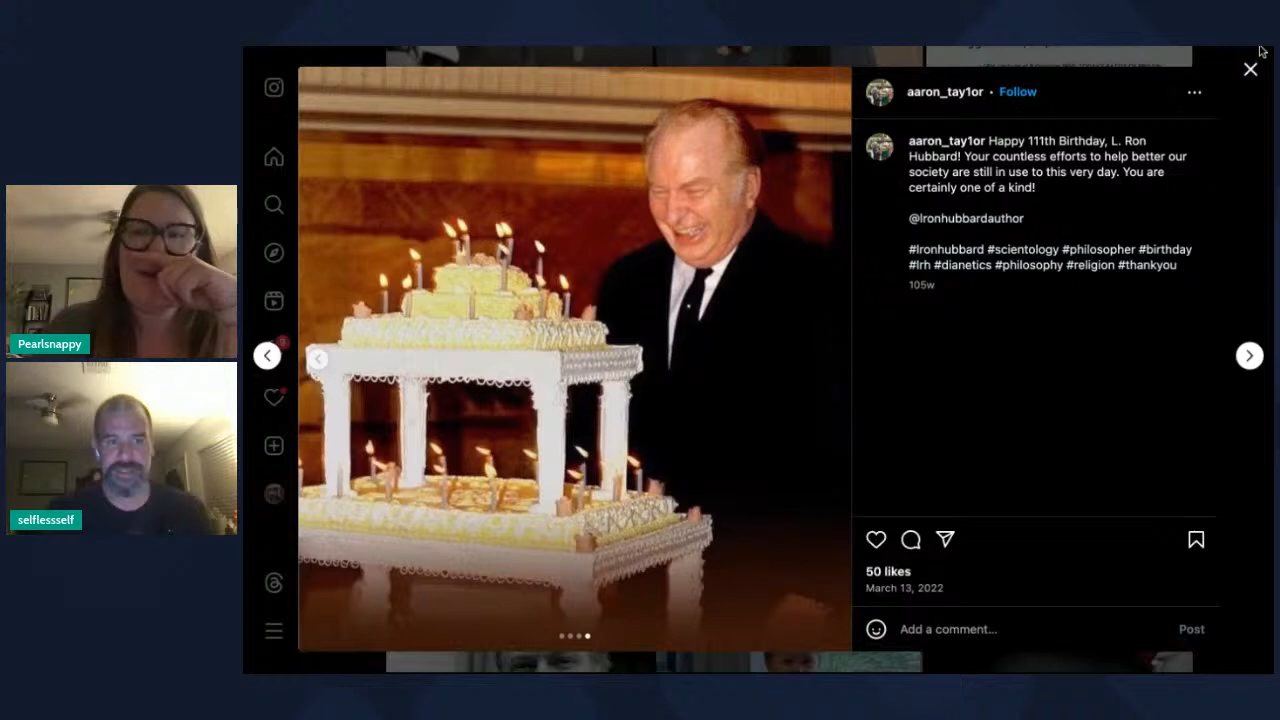 Pearlsnappy
selflessself
aaron_tay1or • Follow
aaron_tay1or Happy 111th Birthday, L. Ron
Hubbard! Your countless efforts to help better our
society are still in use to this very day. You are
certainly one of a kind!
@lronhubbardauthor
#lronhubbard #scientology #philosopher #birthday
#lrh #dianetics #philosophy #religion #thankyou
105w
50 likes
March 13, 2022
Add a comment...
Post